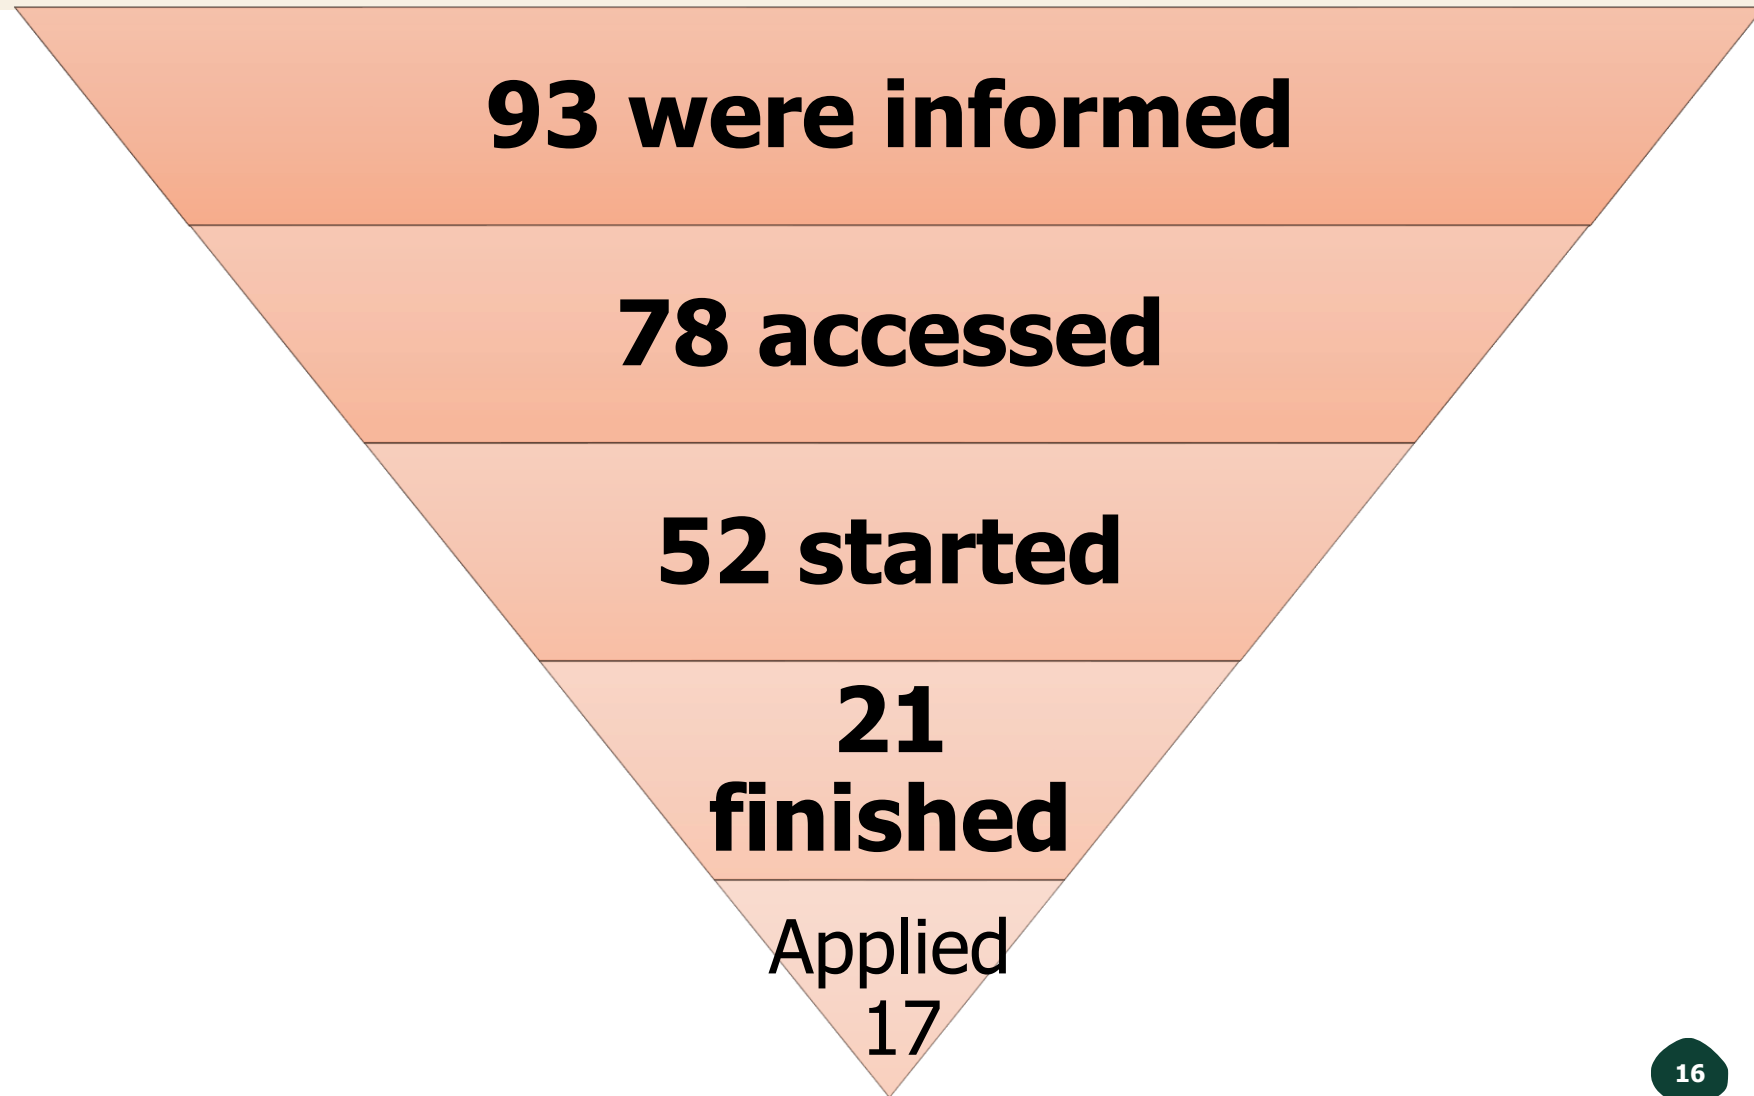 93 were informed
78 accessed
52 started
21
finished
Applied
17
16